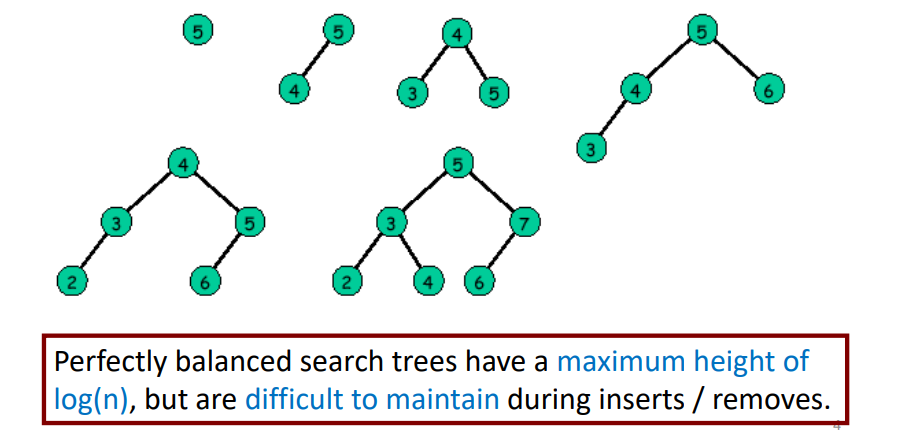 5 5 4 5
4 3 5 4 6
3
4 5
3 5 3 7
2 6 2 4 6
Perfectly balanced search trees have a maximum height of
log(n), but are difficult to maintain during inserts / removes.
4